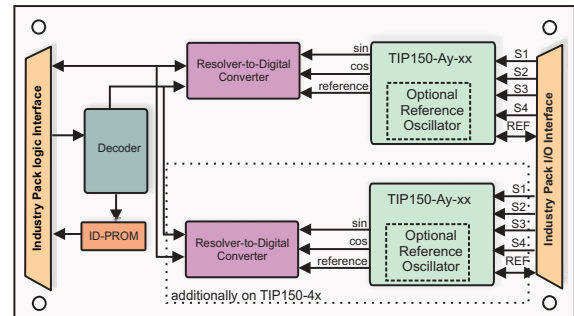 Industry Pack logic Interface
Decoder
ID-PROM
Resolver-to-Digital
Converter
sin
cos
reference
TIP150-Ay-xx
Optional
Reference
Oscillator
S1
S2
S3
S4
REF
Industry Pack I/O Interface
Resolver-to-Digital
Converter
sin
cos
reference
TIP150-Ay-xx
Optional
Reference
Oscillator
S1
S2
S3
S4
REF
additionally on TIP150-4x